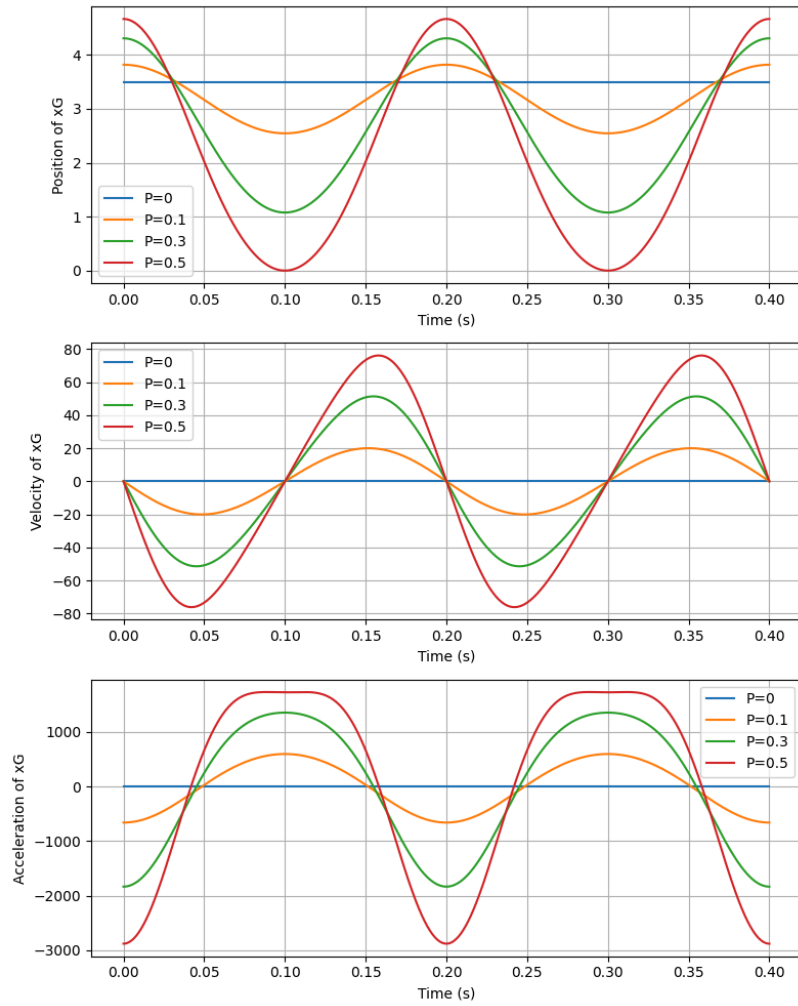 Position of xG
4
3
2
1
0
P=0
P=0.1
P=0.3
P=0.5
0.00 0.05 0.10 0.15 0.20 0.25 0.30 0.35 0.40
Time (s)
Velocity of xG
80
60
40
20
0
−20
−40
−60
−80
P=0
P=0.1
P=0.3
P=0.5
0.00 0.05 0.10 0.15 0.20 0.25 0.30 0.35 0.40
Time (s)
Acceleration of xG
1000
0
−1000
−2000
−3000
P=0
P=0.1
P=0.3
P=0.5
0.00 0.05 0.10 0.15 0.20 0.25 0.30 0.35 0.40
Time (s)